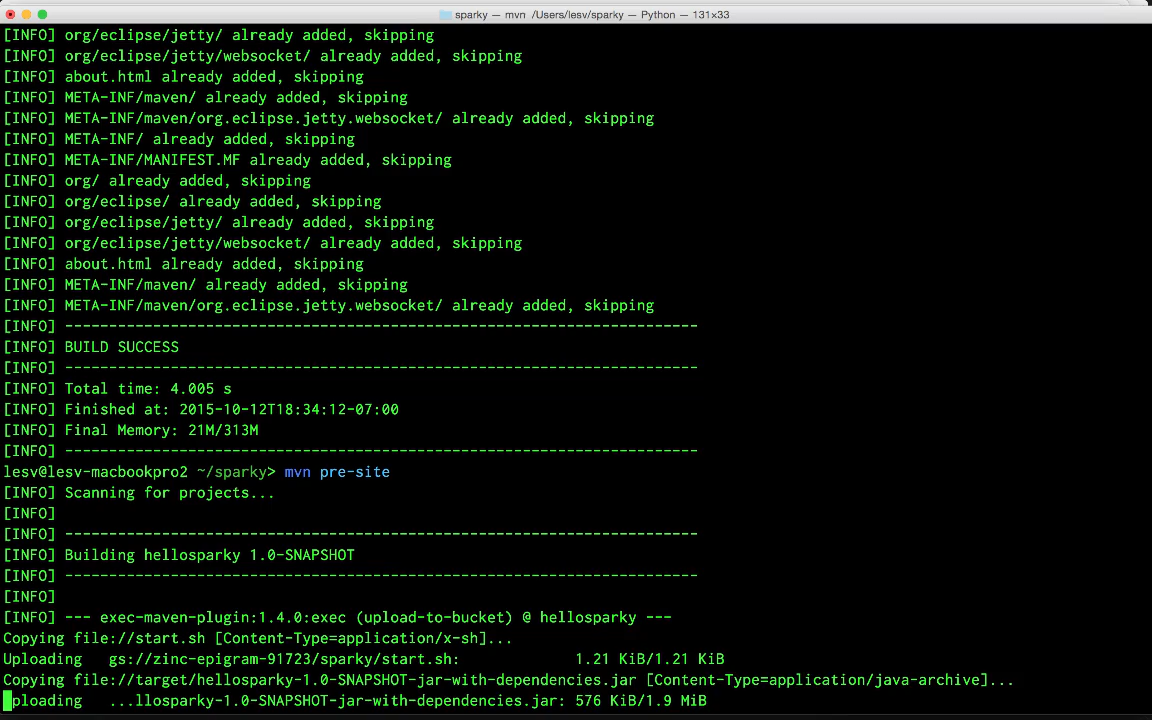 sparky — mvn /Users/lesv/sparky — Python — 131×33
[INFO] org/eclipse/jetty/ already added, skipping
[INFO] org/eclipse/jetty/websocket/ already added, skipping
[INFO] about.html already added, skipping
[INFO] META-INF/maven/ already added, skipping
[INFO] META-INF/maven/org.eclipse.jetty.websocket/ already added, skipping
[INFO] META-INF/ already added, skipping
[INFO] META-INF/MANIFEST.MF already added, skipping
[INFO] org/ already added, skipping
[INFO] org/eclipse/ already added, skipping
[INFO] org/eclipse/jetty/ already added, skipping
[INFO] org/eclipse/jetty/websocket/ already added, skipping
[INFO] about.html already added, skipping
[INFO] META-INF/maven/ already added, skipping
[INFO] META-INF/maven/org.eclipse.jetty.websocket/ already added, skipping
[INFO] ------------------------------------------------------------------------
[INFO] BUILD SUCCESS
[INFO] ------------------------------------------------------------------------
[INFO] Total time: 4.005 s
[INFO] Finished at: 2015-10-12T18:34:12-07:00
[INFO] Final Memory: 21M/313M
[INFO] ------------------------------------------------------------------------
lesv@lesv-macbookpro2 ~/sparky> mvn pre-site
[INFO] Scanning for projects...
[INFO]
[INFO] ------------------------------------------------------------------------
[INFO] Building hellosparky 1.0-SNAPSHOT
[INFO] ------------------------------------------------------------------------
[INFO]
[INFO] --- exec-maven-plugin:1.4.0:exec (upload-to-bucket) @ hellosparky ---
Copying file://start.sh [Content-Type=application/x-sh]...
Uploading   gs://zinc-epigram-91723/sparky/start.sh:             1.21 KiB/1.21 KiB
Copying file://target/hellosparky-1.0-SNAPSHOT-jar-with-dependencies.jar [Content-Type=application/java-archive]...
Uploading   ...llosparky-1.0-SNAPSHOT-jar-with-dependencies.jar: 576 KiB/1.9 MiB